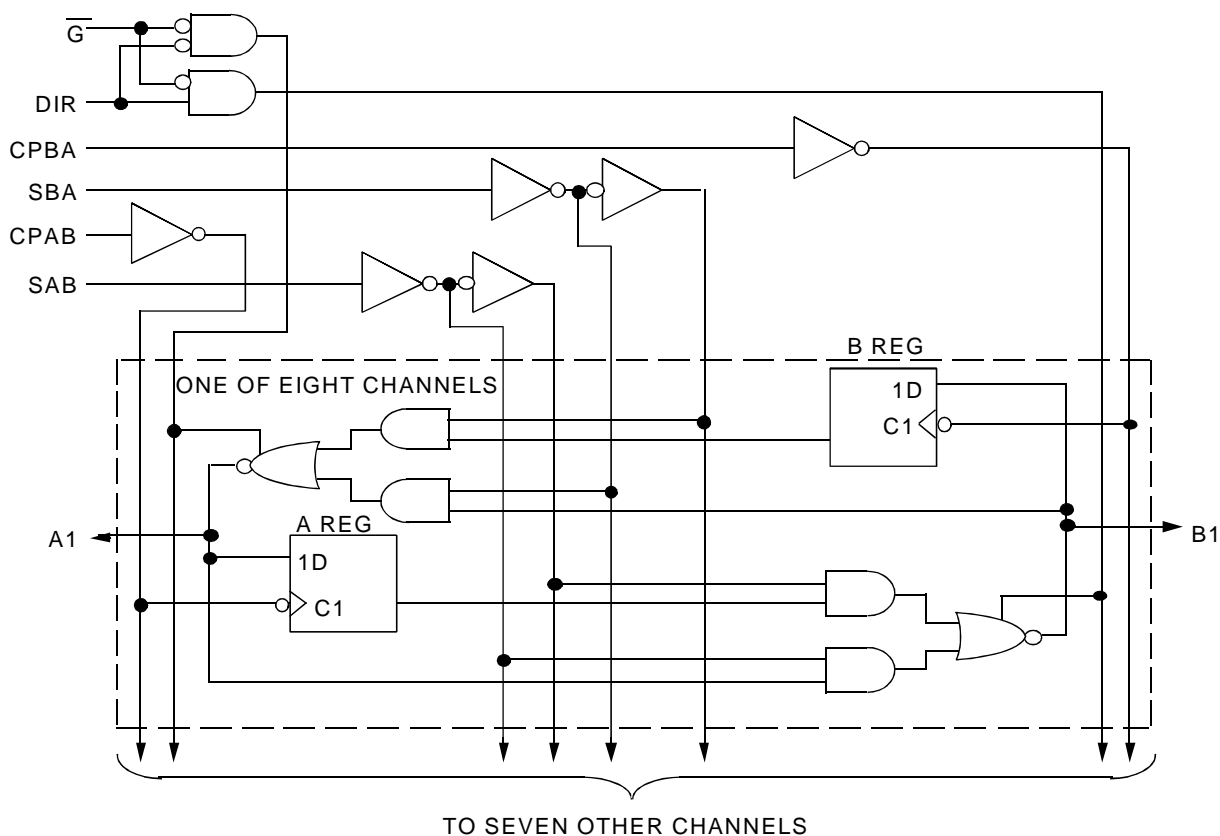 G̅
DIR
CPBA
SBA
CPAB
SAB
B REG
ONE OF EIGHT CHANNELS
1D
C1
A REG
A1
1D
B1
C1
TO SEVEN OTHER CHANNELS